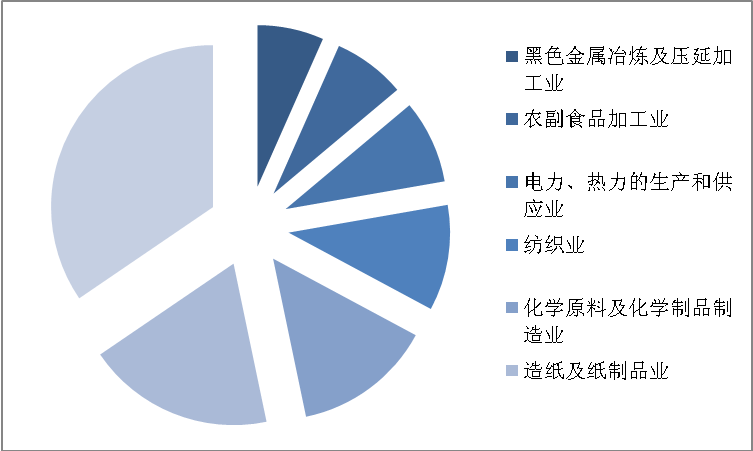 黑色金属冶炼及压延加
工业
农副食品加工业
电力、热力的生产和供
应业
纺织业
化学原料及化学制品制
造业
造纸及纸制品业